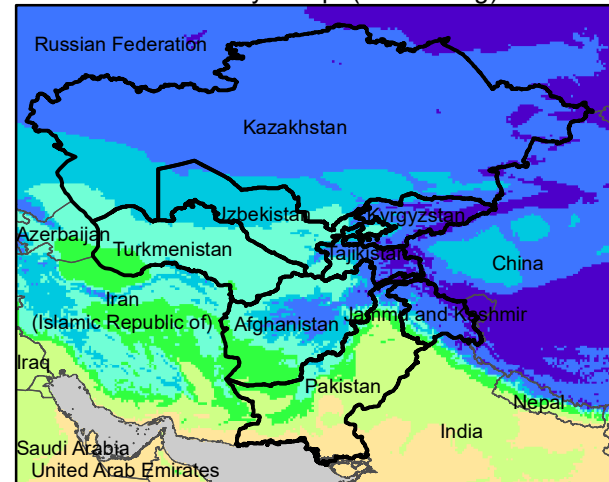 Russian Federation
Kazakhstan
Uzbekistan
Kyrgyzstan
Azerbaijan
Turkmenistan
Tajikistan
China
Iran
(Islamic Republic of)
Afghanistan
Jammu and Kashmir
Iraq
Pakistan
Nepal
India
Saudi Arabia
United Arab Emirates